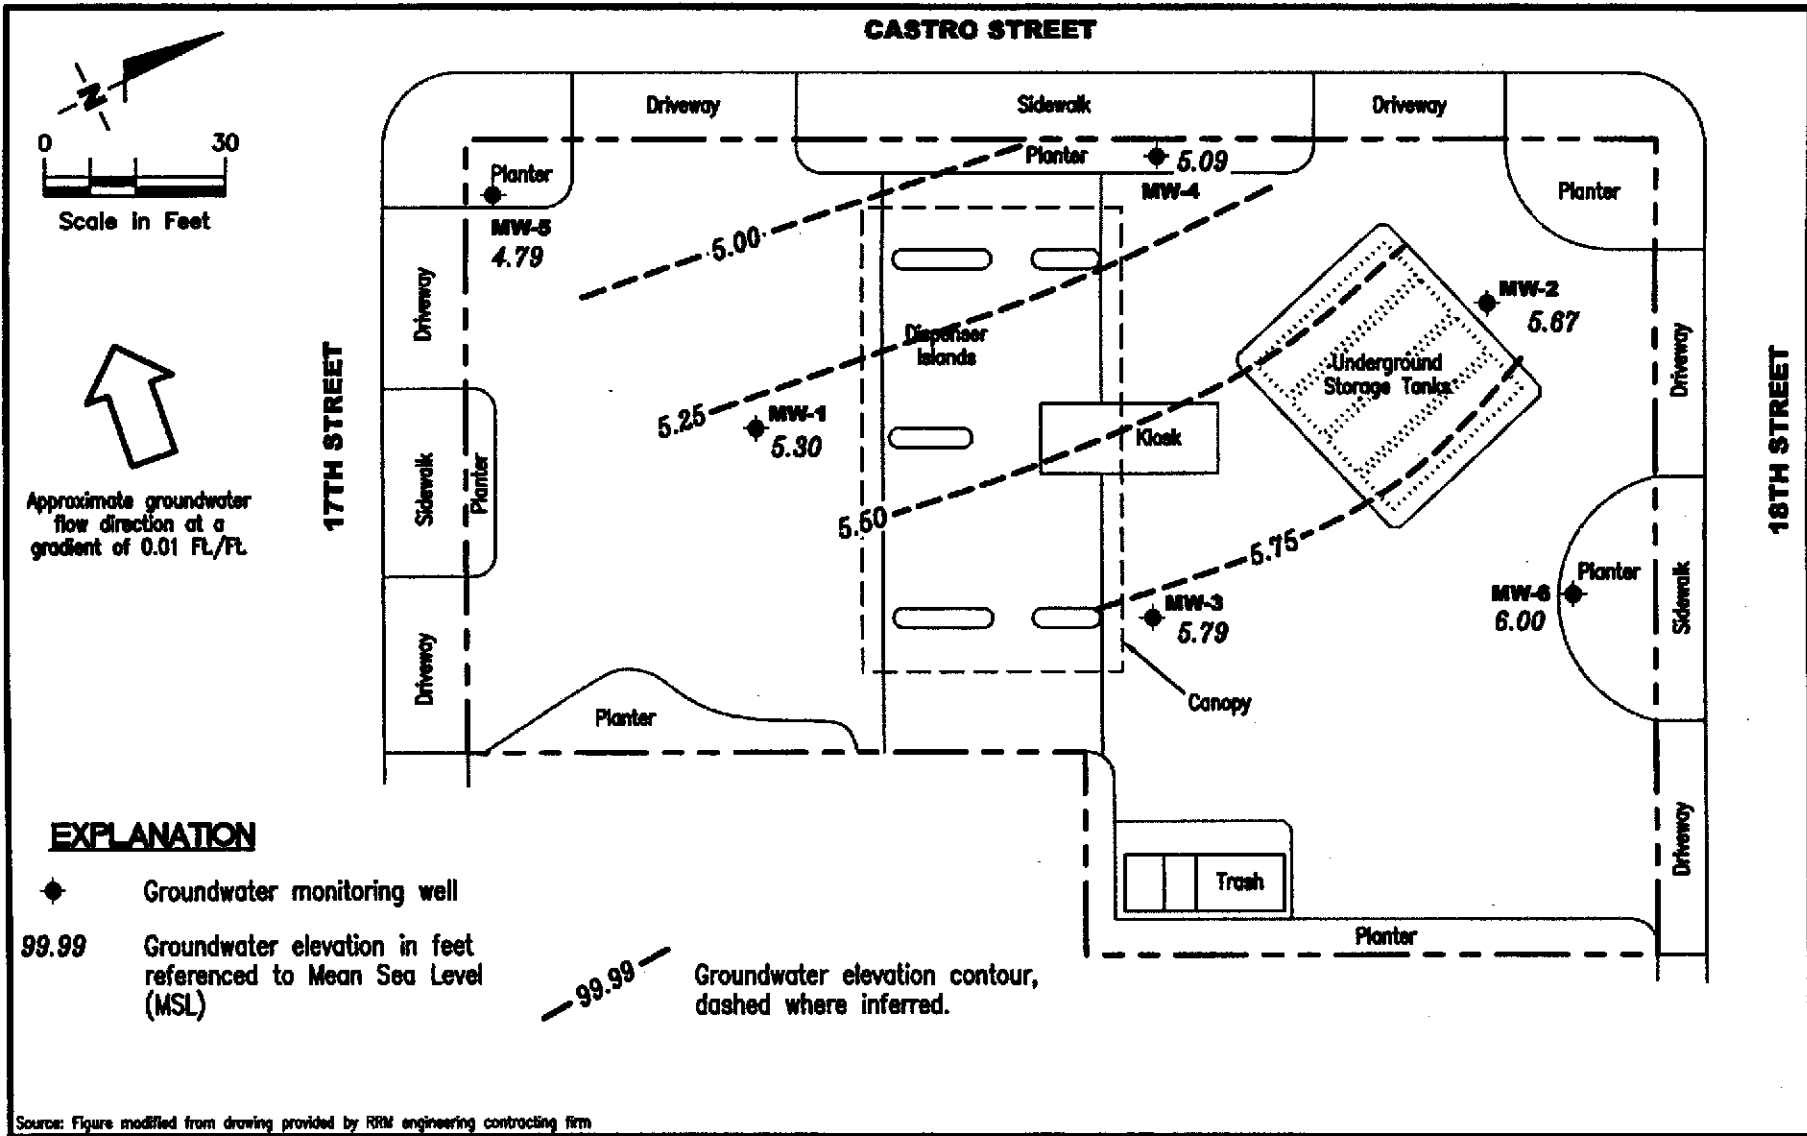 CASTRO STREET
N
0 30
Scale in Feet
Driveway
Sidewalk
Driveway
Planter
Planter
5.09
MW-4
Planter
MW-5
4.79
5.00
MW-2
5.67
Driveway
Dispenser
Islands
Underground
Storage Tanks
Driveway
17TH STREET
18TH STREET
5.25
MW-1
5.30
Kiosk
Sidewalk
Planter
Approximate groundwater
flow direction at a
gradient of 0.01 Ft./Ft.
5.50
5.75
Planter
MW-6
6.00
Sidewalk
MW-3
5.79
Driveway
Planter
Canopy
Driveway
Trash
Planter
EXPLANATION
Groundwater monitoring well
99.99 Groundwater elevation in feet
referenced to Mean Sea Level
(MSL)
99.99 Groundwater elevation contour,
dashed where inferred.
Source: Figure modified from drawing provided by RRM engineering contracting firm